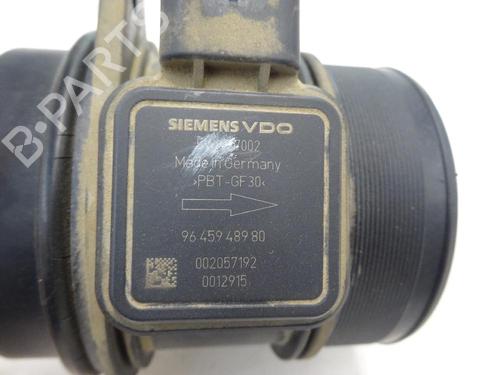 B-PARTS
SIEMENS VDO
Made in Germany
>PBT-GF30<
96 459 489 80
002057192
0012915